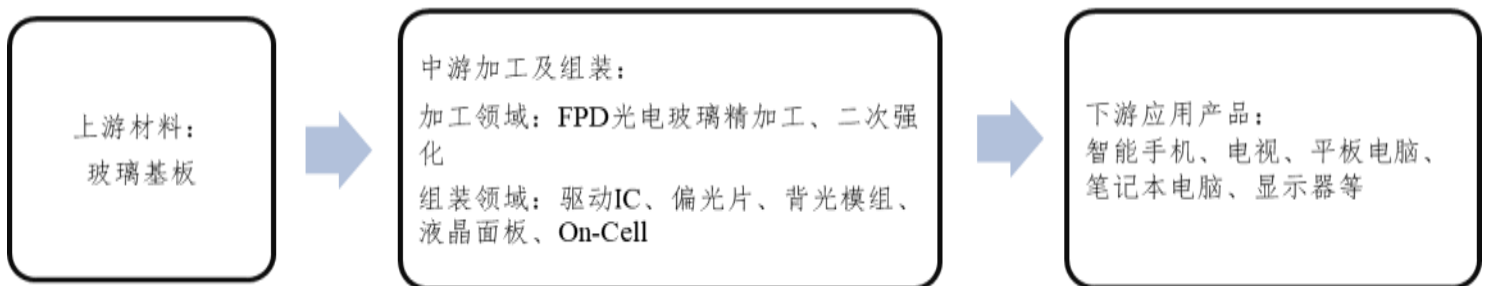 上游材料：
玻璃基板
中游加工及组装：
加工领域：FPD光电玻璃精加工、二次强
化
组装领域：驱动IC、偏光片、背光模组、
液晶面板、On-Cell
下游应用产品：
智能手机、电视、平板电脑、
笔记本电脑、显示器等